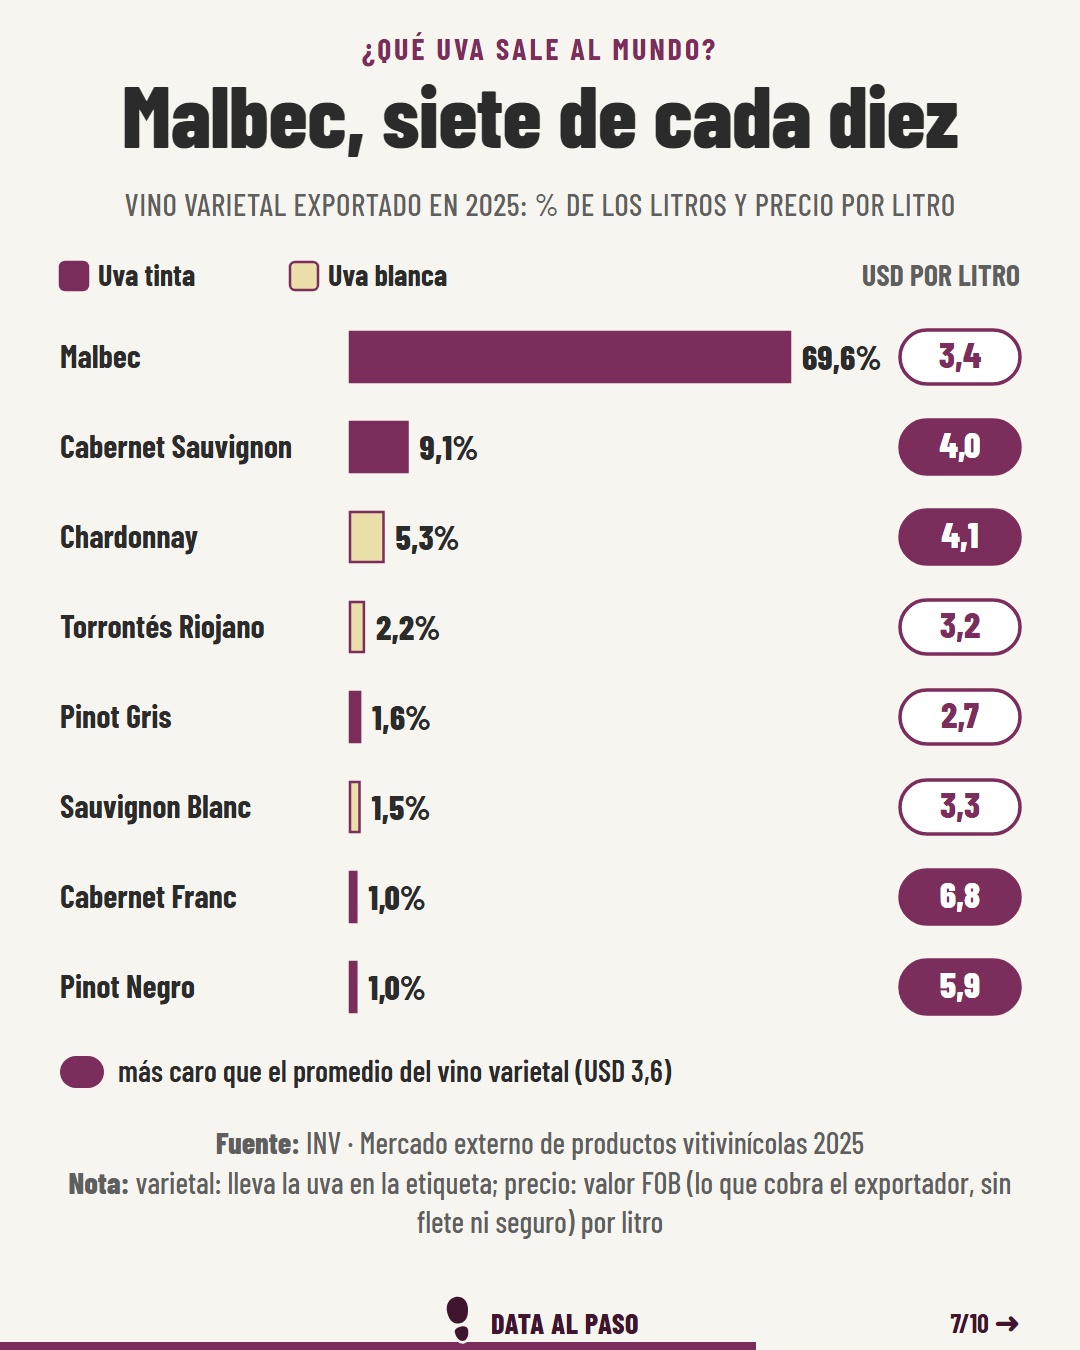 ¿QUÉ UVA SALE AL MUNDO?
Malbec, siete de cada diez
VINO VARIETAL EXPORTADO EN 2025: % DE LOS LITROS Y PRECIO POR LITRO
Uva tinta Uva blanca USD POR LITRO
Malbec 69,6% 3,4
Cabernet Sauvignon 9,1% 4,0
Chardonnay 5,3% 4,1
Torrontés Riojano 2,2% 3,2
Pinot Gris 1,6% 2,7
Sauvignon Blanc 1,5% 3,3
Cabernet Franc 1,0% 6,8
Pinot Negro 1,0% 5,9
más caro que el promedio del vino varietal (USD 3,6)
Fuente: INV · Mercado externo de productos vitivinícolas 2025
Nota: varietal: lleva la uva en la etiqueta; precio: valor FOB (lo que cobra el exportador, sin
flete ni seguro) por litro
DATA AL PASO 7/10 →